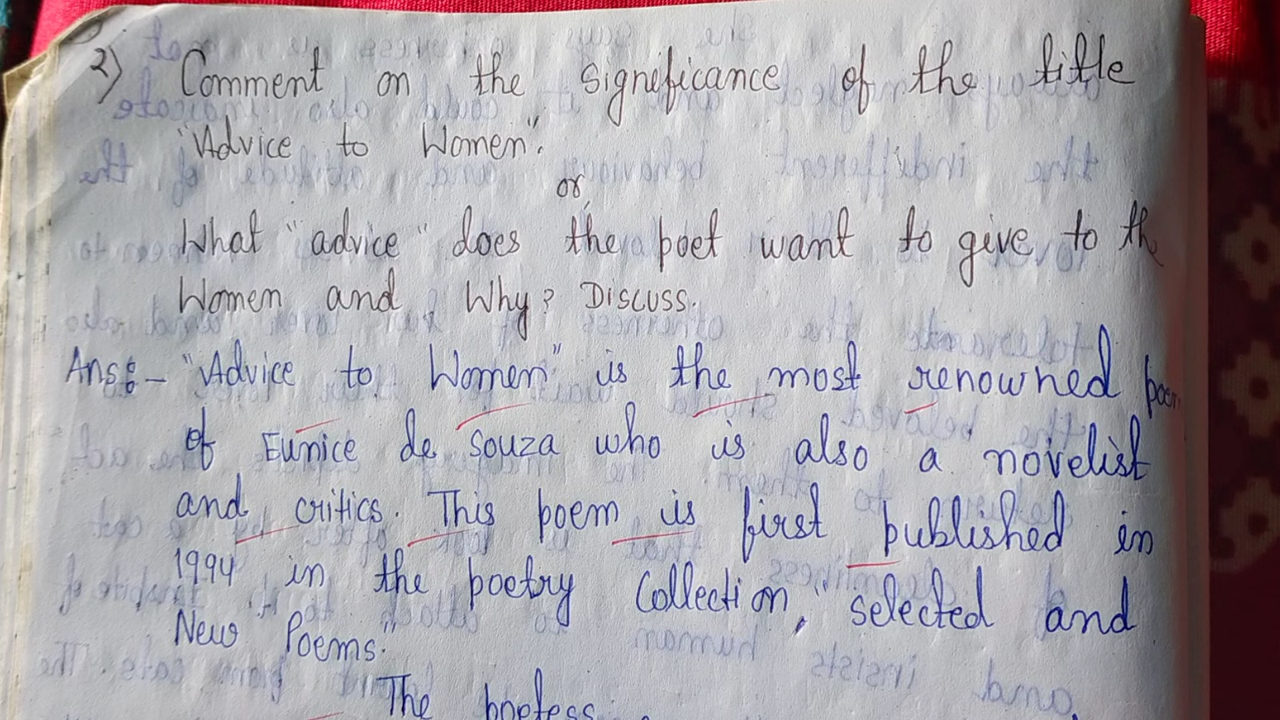 2) Comment on the significance of the title
"Advice to Women".
or
What "advice" does the poet want to give to the
Women and Why? Discuss.
Ans:- "Advice to Women" is the most renowned poem
of Eunice de souza who is also a novelist
and critics. This poem is first published in
1994 in the poetry Collection, "selected and
New Poems."
The poetess